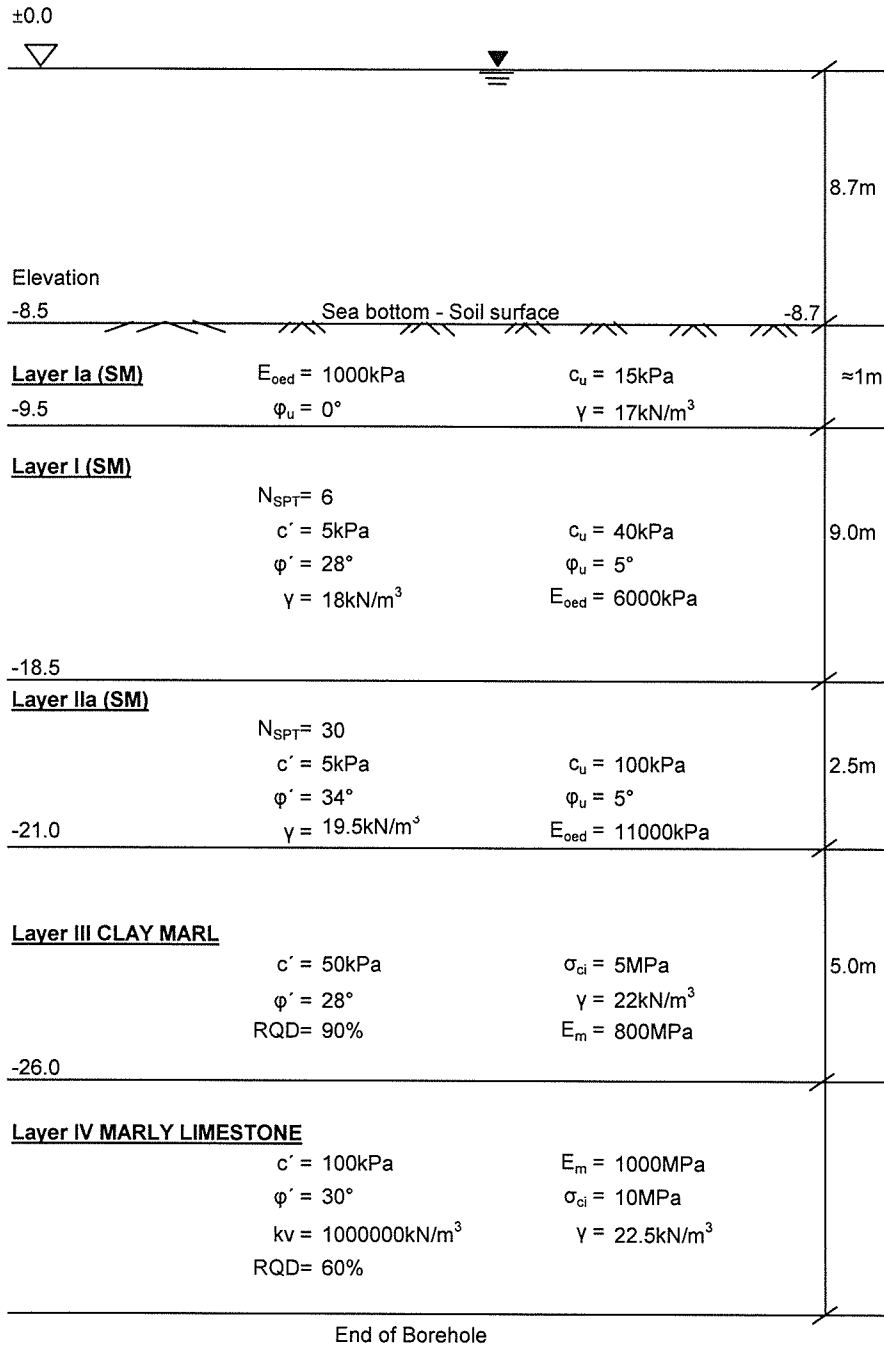 ±0.0
8.7m
Elevation
-8.5 Sea bottom - Soil surface -8.7
Layer Ia (SM) E_oed = 1000kPa c_u = 15kPa ≈1m
-9.5 φ_u = 0° γ = 17kN/m³
Layer I (SM)
N_SPT= 6
c´ = 5kPa c_u = 40kPa 9.0m
φ´ = 28° φ_u = 5°
γ = 18kN/m³ E_oed = 6000kPa
-18.5
Layer IIa (SM)
N_SPT= 30
c´ = 5kPa c_u = 100kPa 2.5m
φ´ = 34° φ_u = 5°
-21.0 γ = 19.5kN/m³ E_oed = 11000kPa
Layer III CLAY MARL
c´ = 50kPa σ_ci = 5MPa 5.0m
φ´ = 28° γ = 22kN/m³
RQD= 90% E_m = 800MPa
-26.0
Layer IV MARLY LIMESTONE
c´ = 100kPa E_m = 1000MPa
φ´ = 30° σ_ci = 10MPa
kv = 1000000kN/m³ γ = 22.5kN/m³
RQD= 60%
End of Borehole